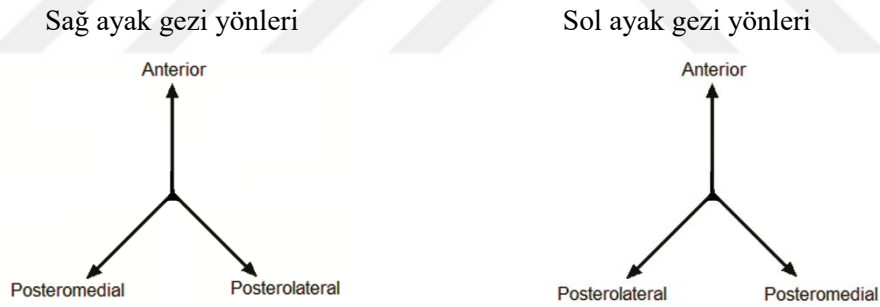 Sağ ayak gezi yönleri
Sol ayak gezi yönleri
Anterior
Anterior
Posteromedial
Posterolateral
Posterolateral
Posteromedial